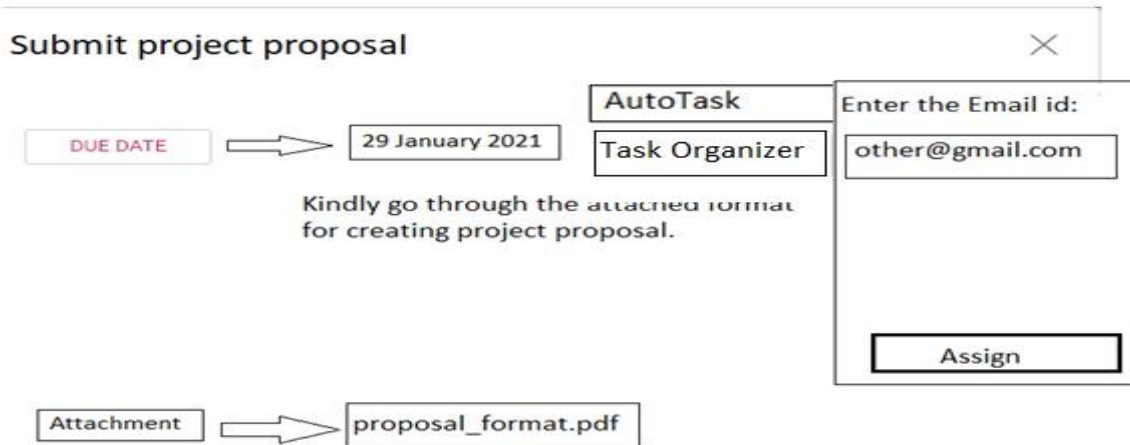 Submit project proposal
AutoTask
Enter the Email id:
DUE DATE
29 January 2021
Task Organizer
other@gmail.com
Kindly go through the attached format
for creating project proposal.
Assign
Attachment
proposal_format.pdf